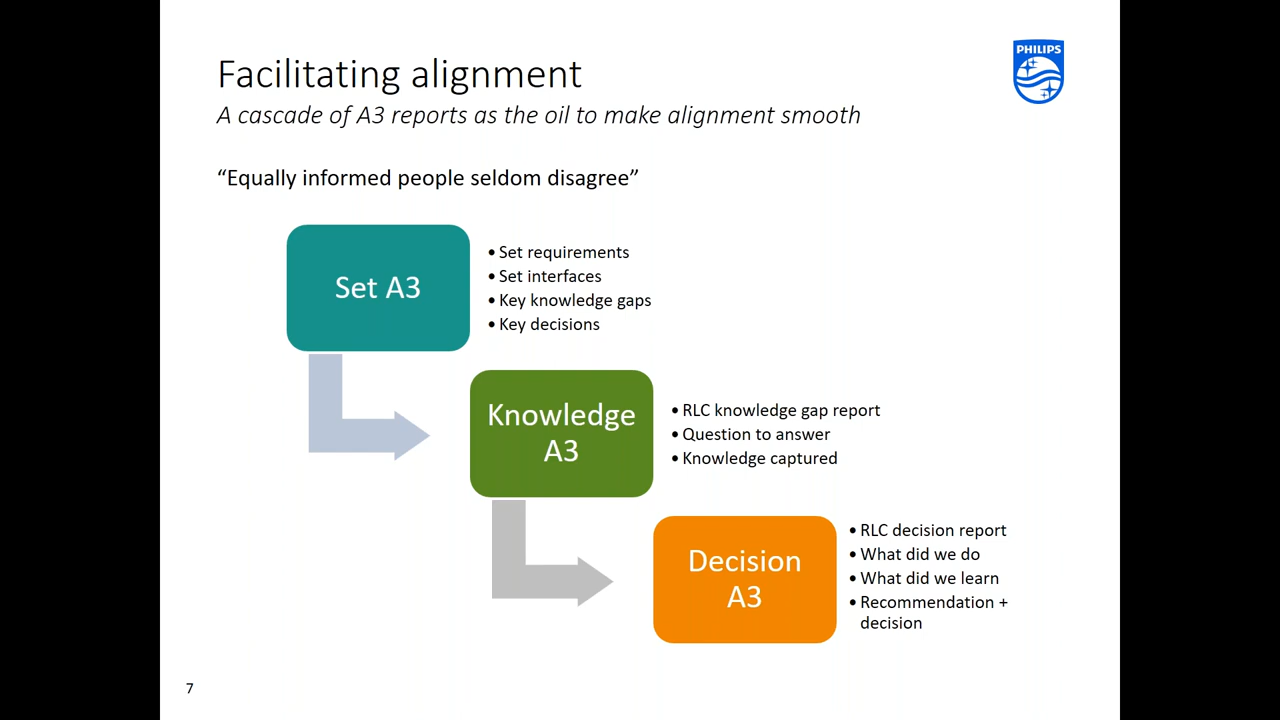 PHILIPS
Facilitating alignment
A cascade of A3 reports as the oil to make alignment smooth
“Equally informed people seldom disagree”
Set A3
• Set requirements
• Set interfaces
• Key knowledge gaps
• Key decisions
Knowledge
A3
• RLC knowledge gap report
• Question to answer
• Knowledge captured
Decision
A3
• RLC decision report
• What did we do
• What did we learn
• Recommendation +
decision
7